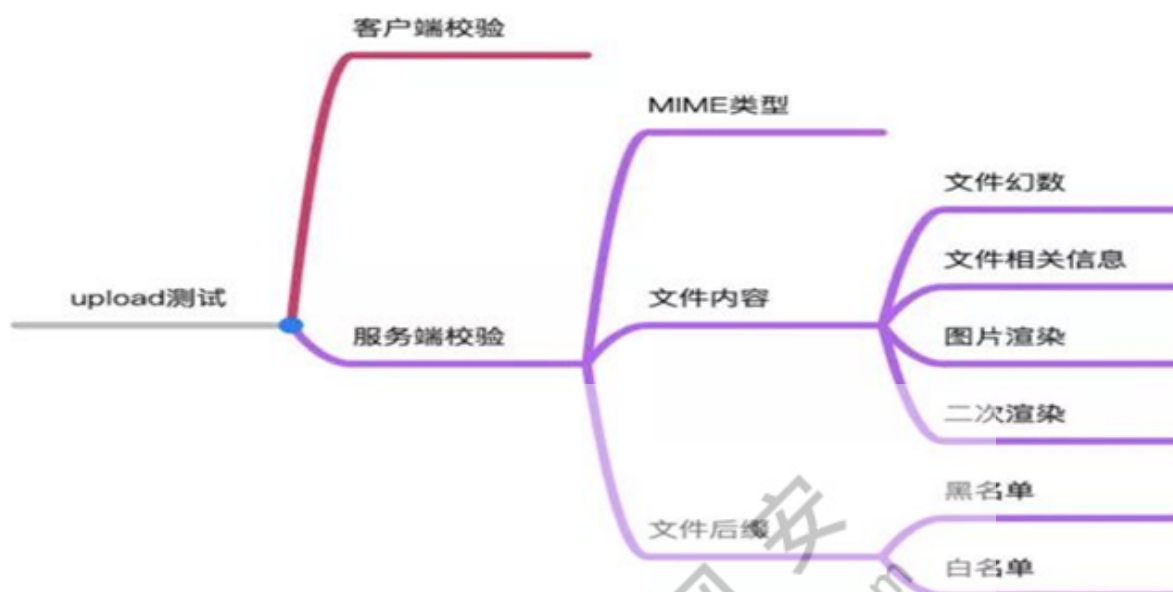 客户端校验
MIME类型
文件幻数
文件相关信息
upload测试
文件内容
服务端校验
图片渲染
二次渲染
黑名单
文件后缀
安
白名单
m